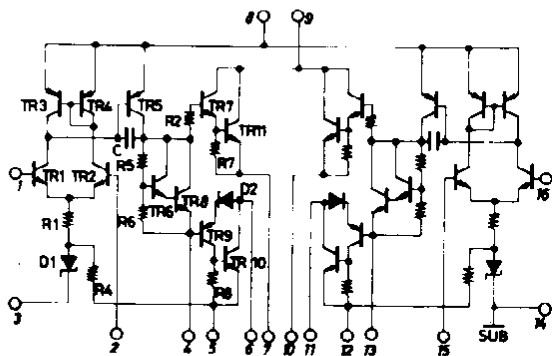 8 9
TR3 TR4 TR5 R2 TR7
TR11
C R5 R7
1 TR1 TR2 TR6 TR8 D2 16
R1 R6 TR9
D1 R4 R8 TR10
3 2 4 5 6 7 10 11 12 13 15 14
SUB